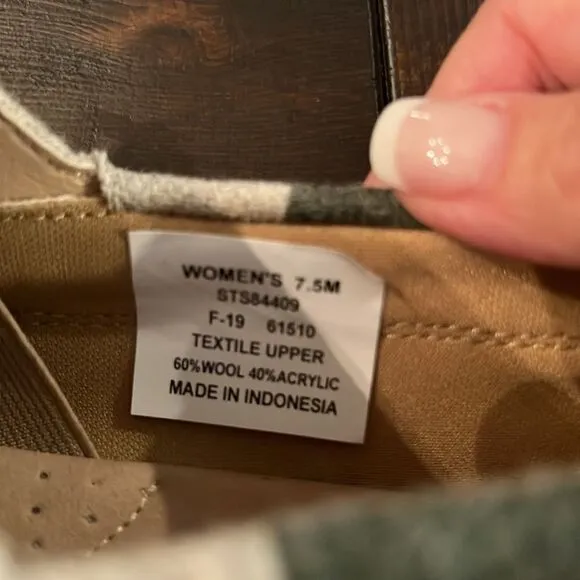 WOMEN'S 7.5M
STS84409
F-19 61510
TEXTILE UPPER
60%WOOL 40%ACRYLIC
MADE IN INDONESIA